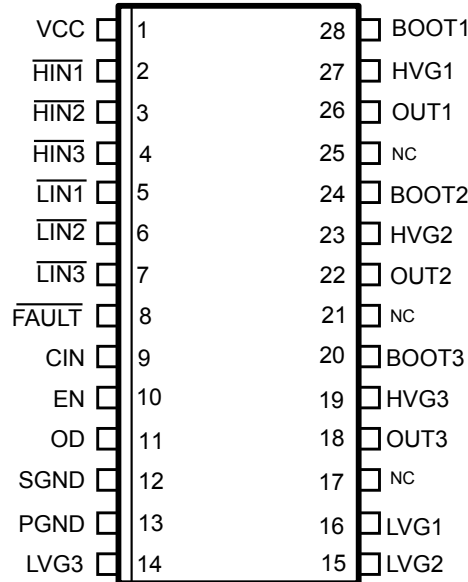 VCC 1 28 BOOT1
HIN1 2 27 HVG1
HIN2 3 26 OUT1
HIN3 4 25 NC
LIN1 5 24 BOOT2
LIN2 6 23 HVG2
LIN3 7 22 OUT2
FAULT 8 21 NC
CIN 9 20 BOOT3
EN 10 19 HVG3
OD 11 18 OUT3
SGND 12 17 NC
PGND 13 16 LVG1
LVG3 14 15 LVG2